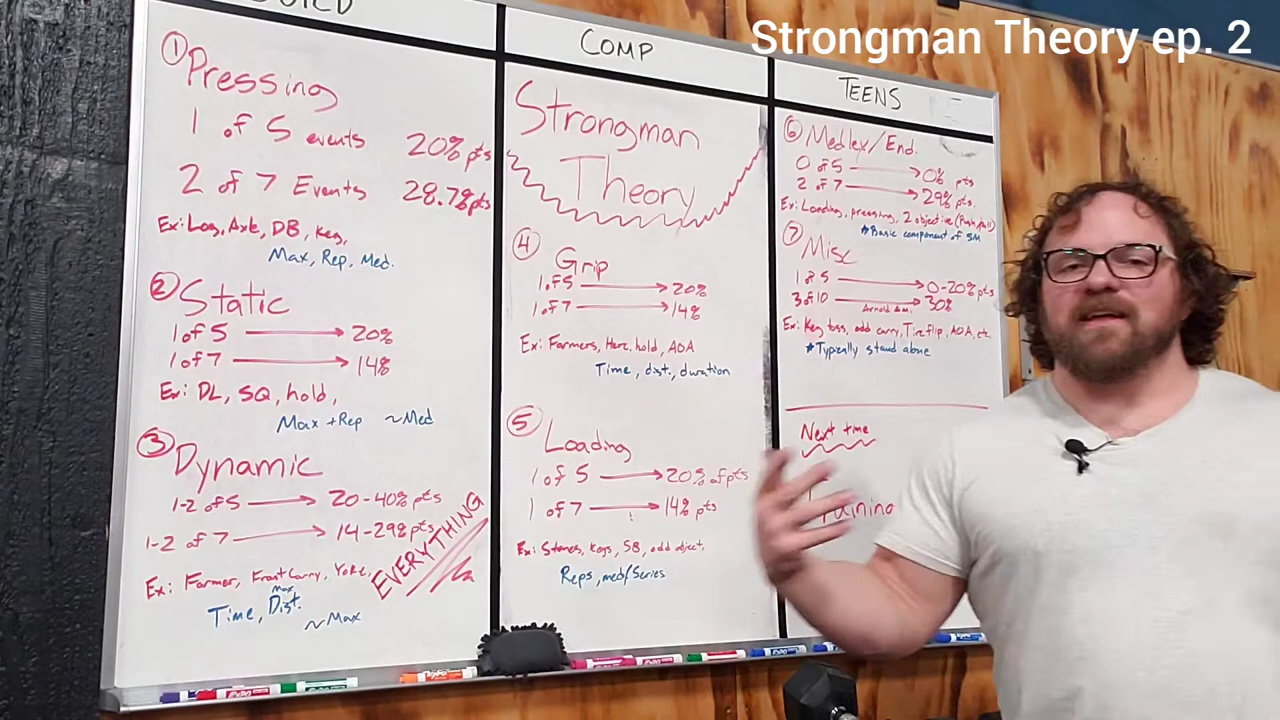 Strongman Theory ep. 2
BUILD
① Pressing
1 of 5 events 20% pts
2 of 7 Events 28.7% pts
Ex: Log, Axle, DB, Keg,
Max, Rep, Med.
② Static
1 of 5 → 20%
1 of 7 → 14%
Ex: DL, SQ, hold,
Max + Rep ~Med
③ Dynamic
1-2 of 5 → 20-40% pts
1-2 of 7 → 14-29% pts
Ex: Farmer, Front Carry, Yoke,
EVERYTHING
Max
Time, Dist.
~Max
COMP
Strongman
Theory
④ Grip
1 of 5 → 20%
1 of 7 → 14%
Ex: Farmers, Herc. hold, AOA
Time, dist., duration
⑤ Loading
1 of 5 → 20% of pts
1 of 7 → 14% pts
Ex: Stones, Kegs, SB, odd object,
Reps, med/Series
TEENS
⑥ Medley/End.
0 of 5 → 0% pts
2 of 7 → 29% pts.
Ex: Loading, pressing, 2 objective (Push/pull)
*Basic component of SM
⑦ Misc
1 of 5 → 0-20% pts
3 of 10 → 30%
Arnold Am.
Ex: Keg toss, odd carry, Tire flip, AOA, etc.
*Typically stand alone
Next time
Training
EXPO